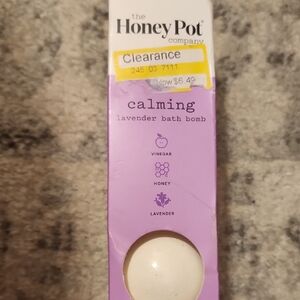 the
Honey Pot
company
Clearance
245 03 7111
Now $6.49
calming
lavender bath bomb
VINEGAR
HONEY
LAVENDER